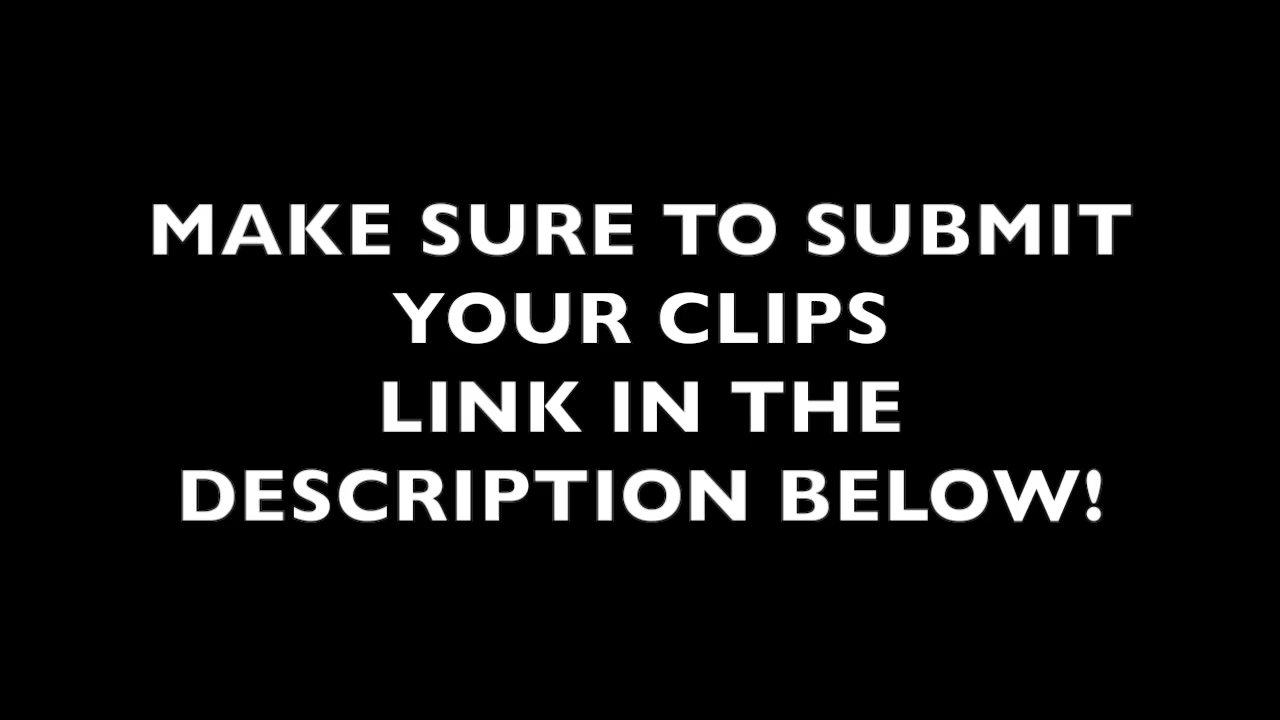 MAKE SURE TO SUBMIT
YOUR CLIPS
LINK IN THE
DESCRIPTION BELOW!